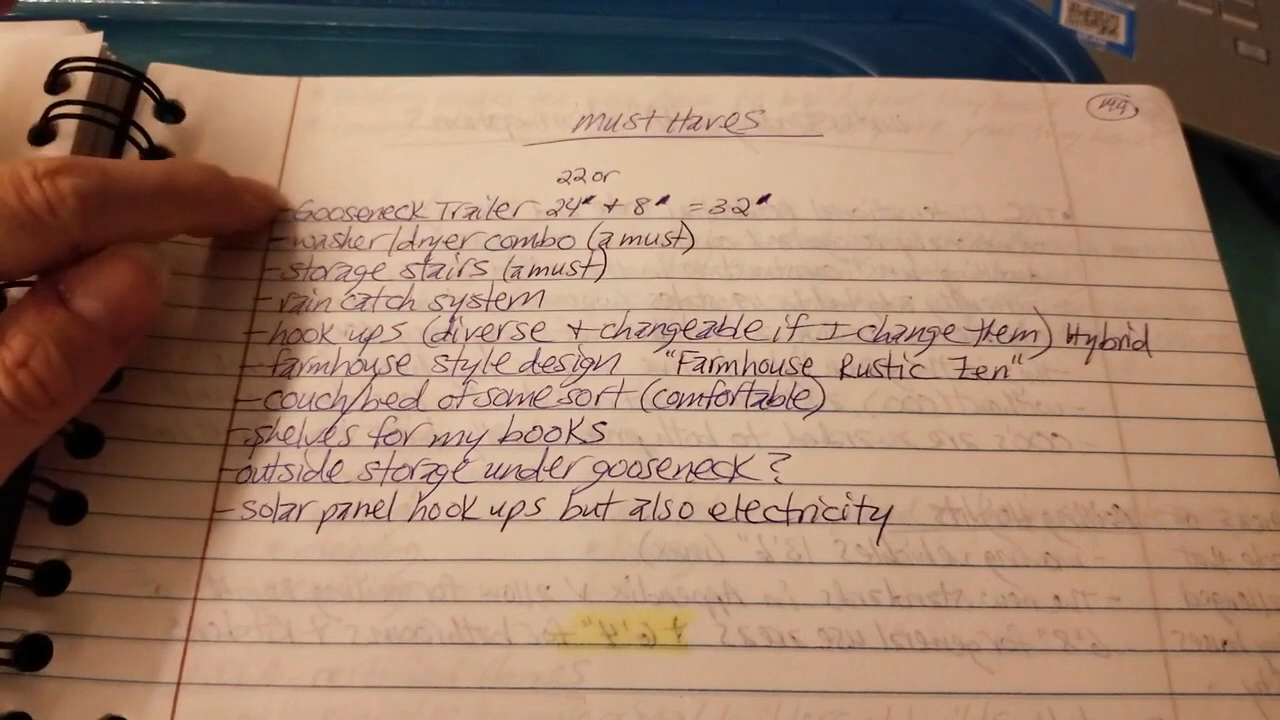 144
Must Haves
22 or
- Gooseneck Trailer 24' + 8' = 32'
- washer/dryer combo (a must)
- storage stairs (a must)
- rain catch system
- hook ups (diverse + changeable if I change them) Hybrid
- farmhouse style design "Farmhouse Rustic Zen"
- couch/bed of some sort (comfortable)
- shelves for my books
- outside storage under gooseneck?
- solar panel hook ups but also electricity